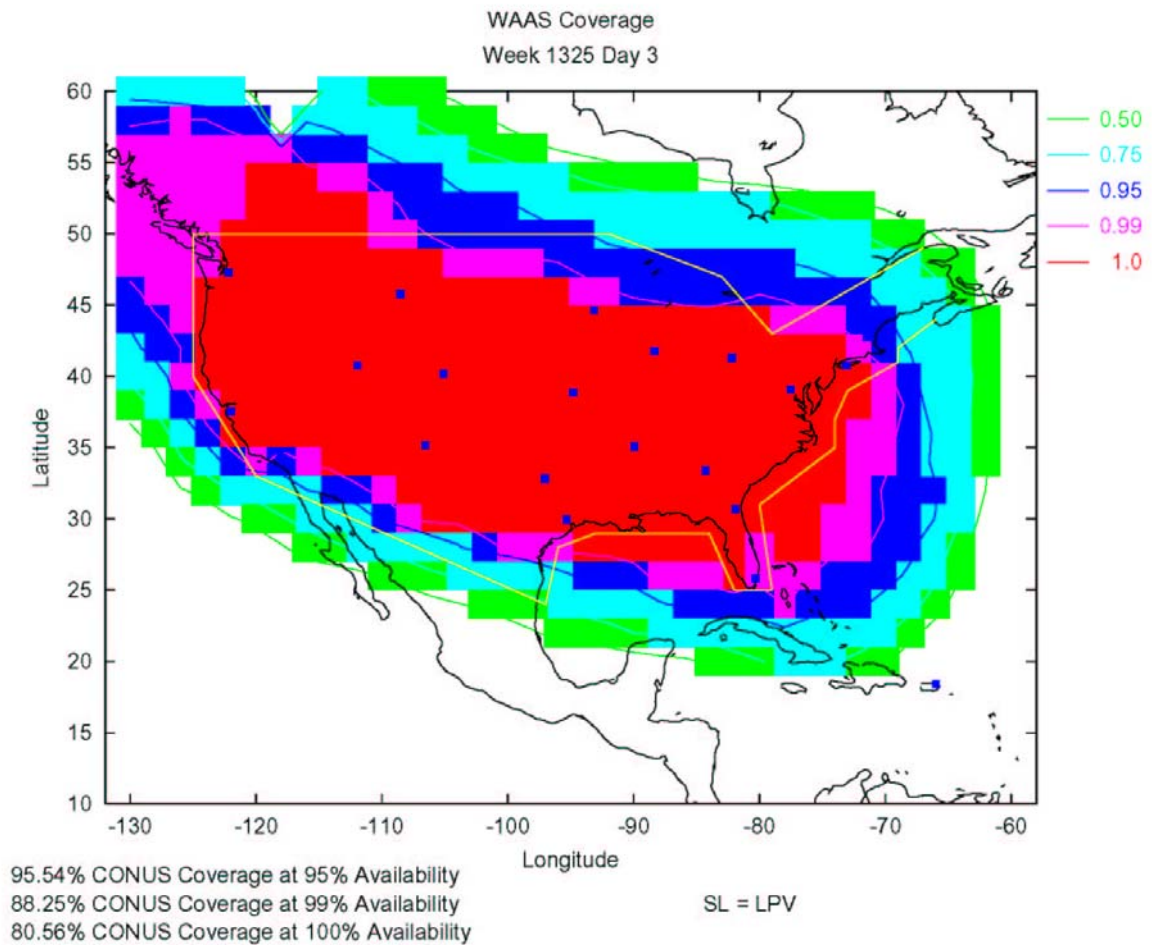 WAAS Coverage
Week 1325 Day 3
60
55
50
45
40
35
30
25
20
15
10
Latitude
-130 -120 -110 -100 -90 -80 -70 -60
Longitude
0.50
0.75
0.95
0.99
1.0
95.54% CONUS Coverage at 95% Availability
88.25% CONUS Coverage at 99% Availability
80.56% CONUS Coverage at 100% Availability
SL = LPV